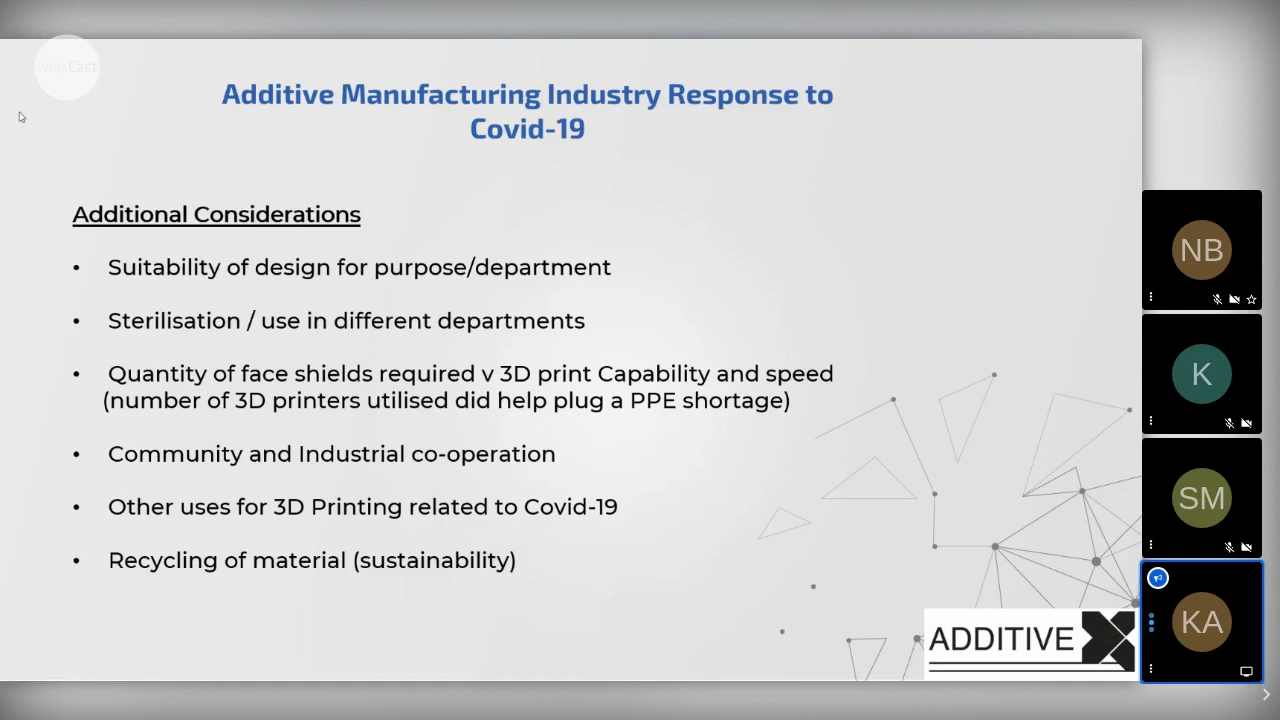 workCast
Additive Manufacturing Industry Response to
Covid-19
Additional Considerations
• Suitability of design for purpose/department
• Sterilisation / use in different departments
• Quantity of face shields required v 3D print Capability and speed
(number of 3D printers utilised did help plug a PPE shortage)
• Community and Industrial co-operation
• Other uses for 3D Printing related to Covid-19
• Recycling of material (sustainability)
ADDITIVE X
NB
K
SM
KA